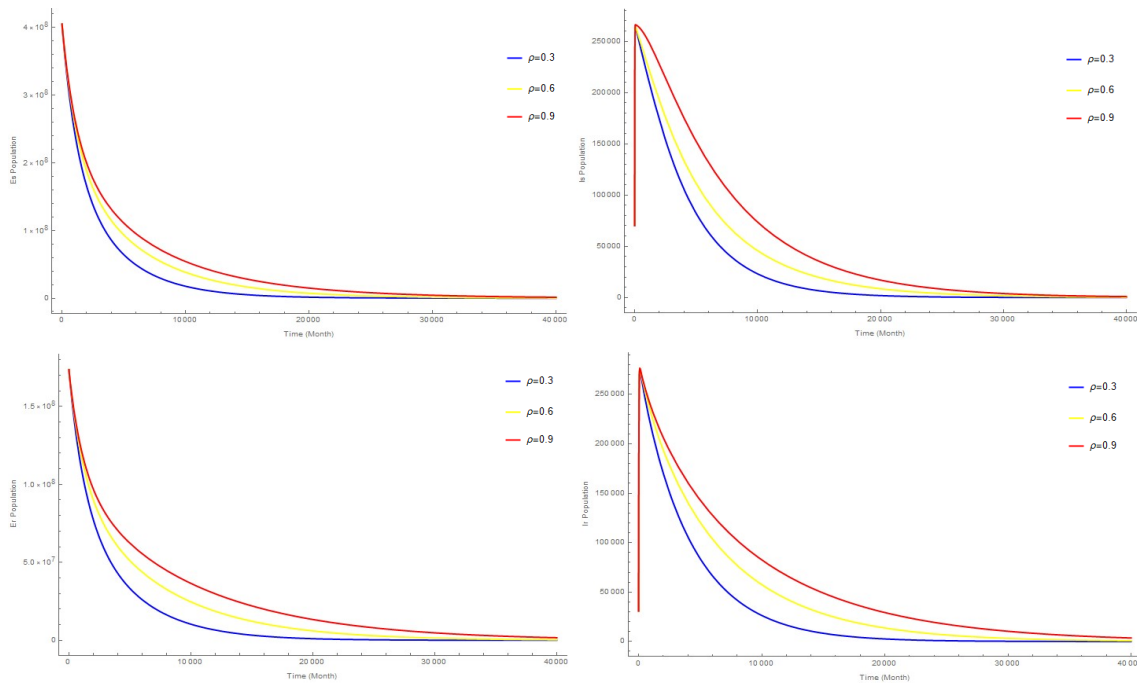 4.×10⁸
3.×10⁸
2.×10⁸
1.×10⁸
0
Es Population
0
10000
20000
30000
40000
Time (Month)
ρ=0.3
ρ=0.6
ρ=0.9
250000
200000
150000
100000
50000
0
Is Population
0
10000
20000
30000
40000
Time (Month)
ρ=0.3
ρ=0.6
ρ=0.9
1.5×10⁸
1.0×10⁸
5.0×10⁷
0
Er Population
0
10000
20000
30000
40000
Time (Month)
ρ=0.3
ρ=0.6
ρ=0.9
250000
200000
150000
100000
50000
0
Ir Population
0
10000
20000
30000
40000
Time (Month)
ρ=0.3
ρ=0.6
ρ=0.9